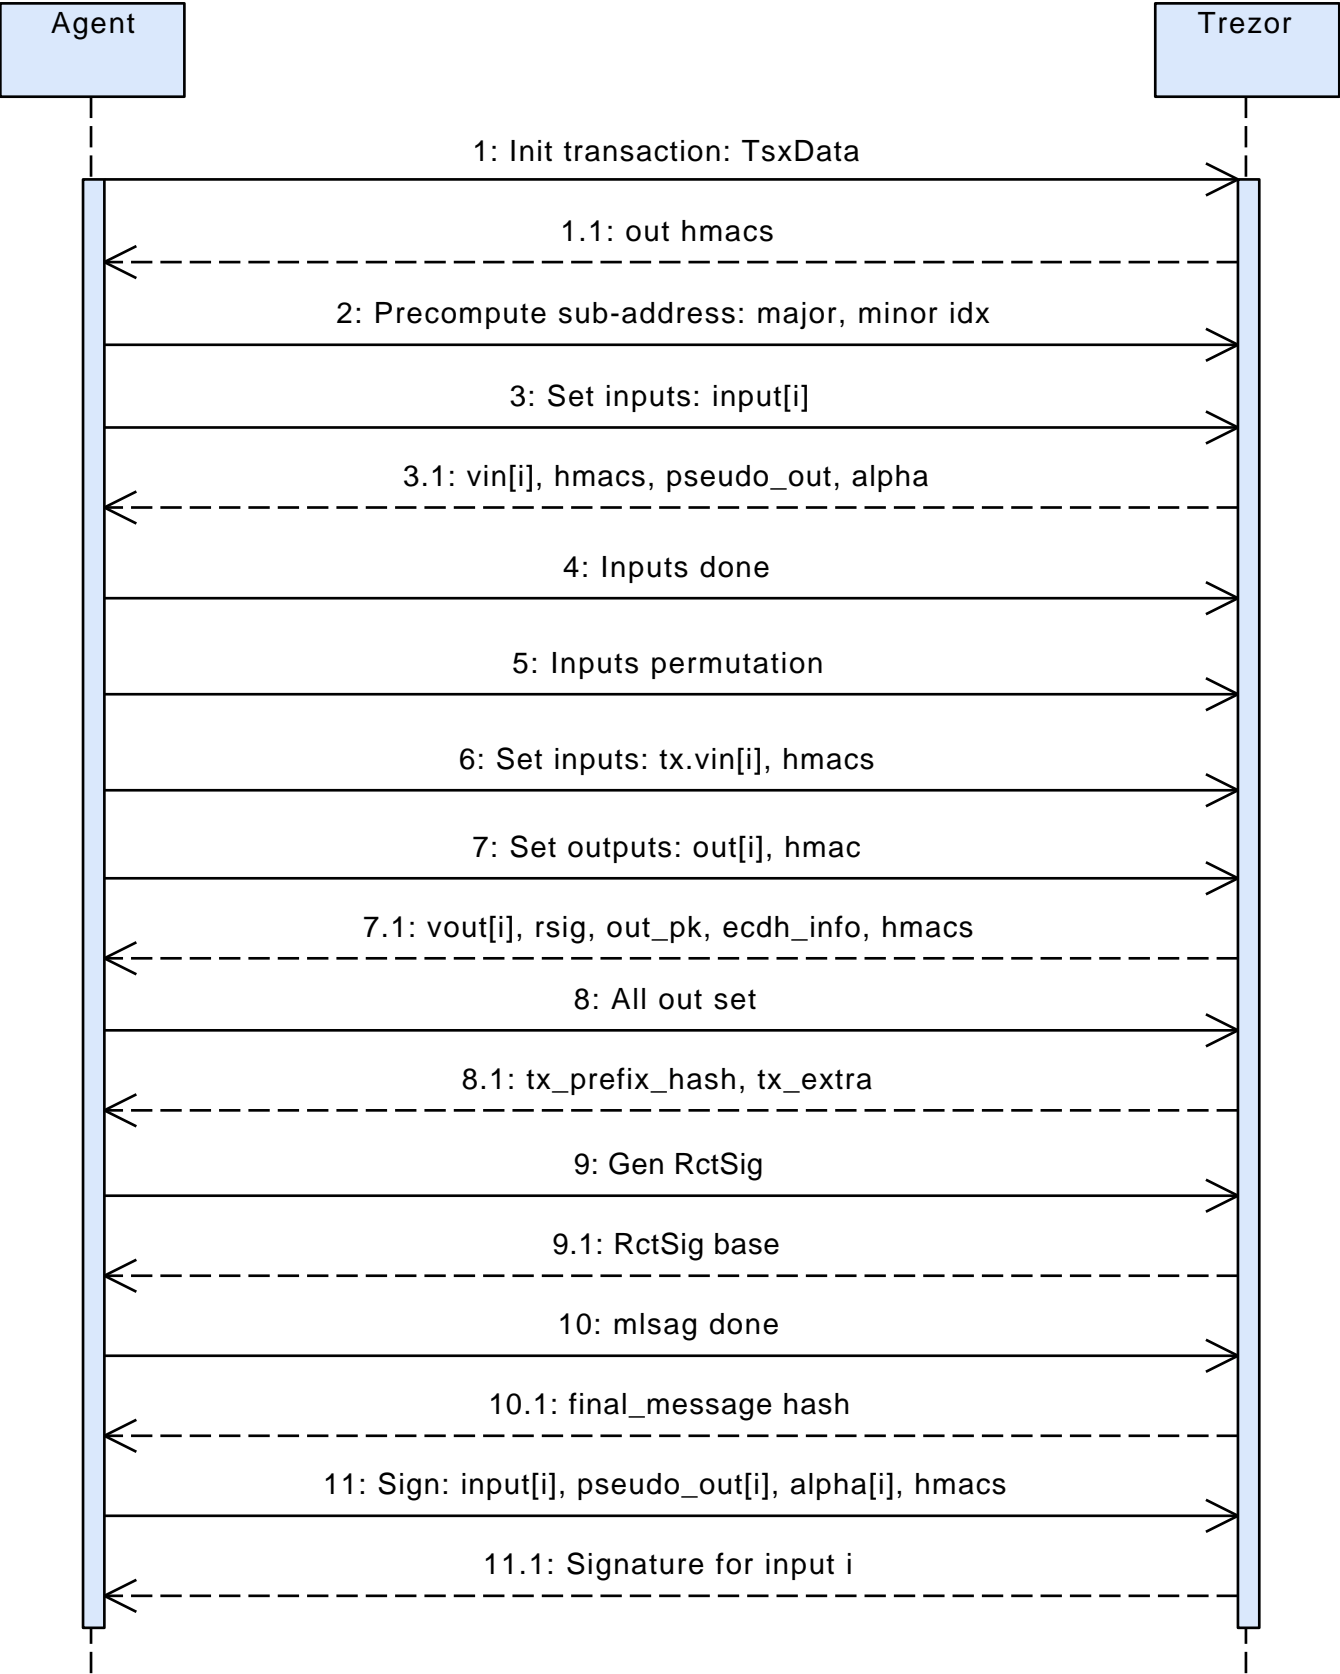 Agent
Trezor
1: Init transaction: TsxData
1.1: out hmacs
2: Precompute sub-address: major, minor idx
3: Set inputs: input[i]
3.1: vin[i], hmacs, pseudo_out, alpha
4: Inputs done
5: Inputs permutation
6: Set inputs: tx.vin[i], hmacs
7: Set outputs: out[i], hmac
7.1: vout[i], rsig, out_pk, ecdh_info, hmacs
8: All out set
8.1: tx_prefix_hash, tx_extra
9: Gen RctSig
9.1: RctSig base
10: mlsag done
10.1: final_message hash
11: Sign: input[i], pseudo_out[i], alpha[i], hmacs
11.1: Signature for input i